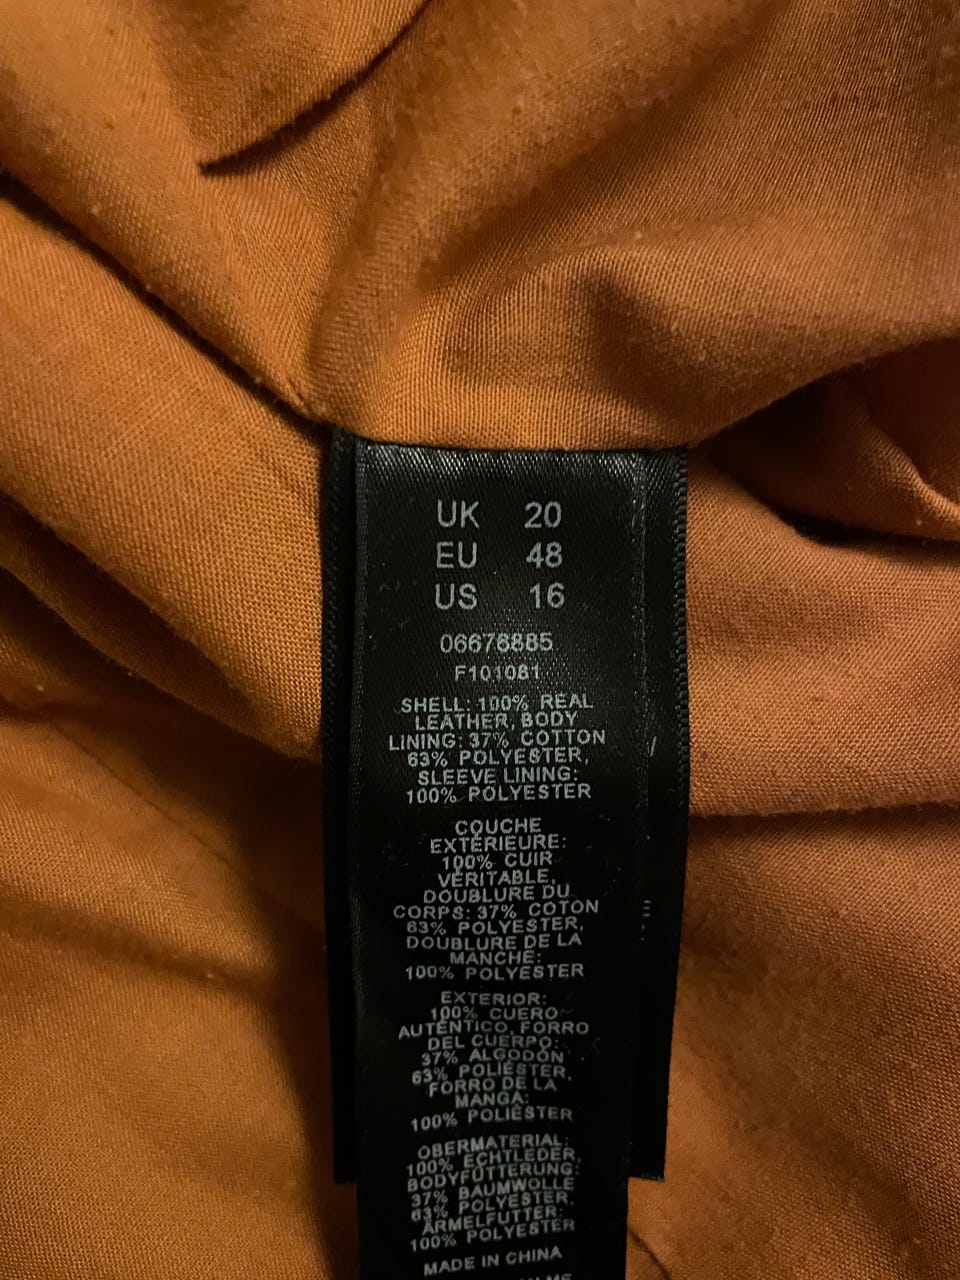 UK 20
EU 48
US 16
06676885
F101081
SHELL: 100% REAL
LEATHER, BODY
LINING: 37% COTTON
63% POLYESTER,
SLEEVE LINING:
100% POLYESTER
COUCHE
EXTÉRIEURE:
100% CUIR
VÉRITABLE,
DOUBLURE DU
CORPS: 37% COTON
63% POLYESTER,
DOUBLURE DE LA
MANCHE:
100% POLYESTER
EXTERIOR:
100% CUERO
AUTÉNTICO, FORRO
DEL CUERPO:
37% ALGODÓN
63% POLIÉSTER,
FORRO DE LA
MANGA:
100% POLIÉSTER
OBERMATERIAL:
100% ECHTLEDER,
BODYFÜTTERUNG:
37% BAUMWOLLE
63% POLYESTER,
ÄRMELFUTTER:
100% POLYESTER
MADE IN CHINA